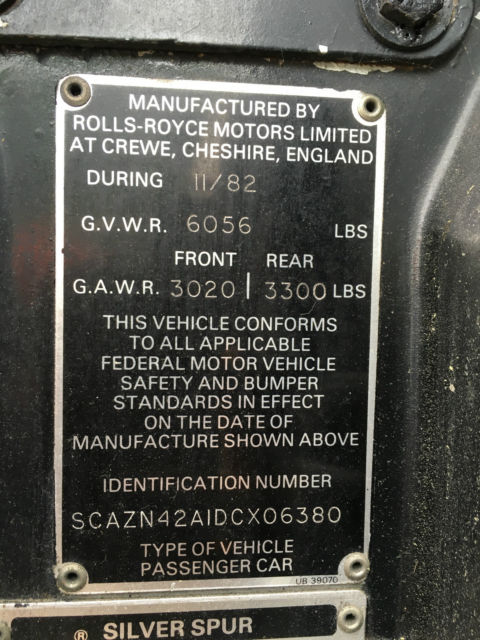 MANUFACTURED BY
ROLLS-ROYCE MOTORS LIMITED
AT CREWE, CHESHIRE, ENGLAND
DURING 11/82
G.V.W.R. 6056 LBS
FRONT REAR
G.A.W.R. 3020 | 3300 LBS
THIS VEHICLE CONFORMS
TO ALL APPLICABLE
FEDERAL MOTOR VEHICLE
SAFETY AND BUMPER
STANDARDS IN EFFECT
ON THE DATE OF
MANUFACTURE SHOWN ABOVE
IDENTIFICATION NUMBER
SCAZN42A1DCX06380
TYPE OF VEHICLE
PASSENGER CAR
UB 39070
® SILVER SPUR